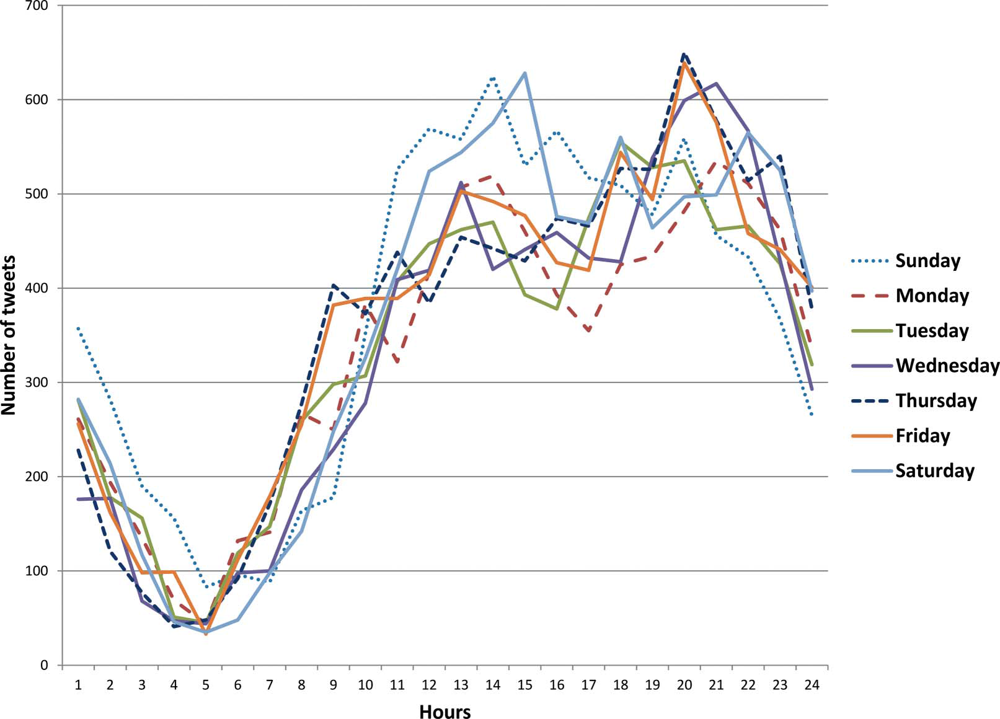 700
600
500
400
300
200
100
0
Number of tweets
1 2 3 4 5 6 7 8 9 10 11 12 13 14 15 16 17 18 19 20 21 22 23 24
Hours
Sunday
Monday
Tuesday
Wednesday
Thursday
Friday
Saturday